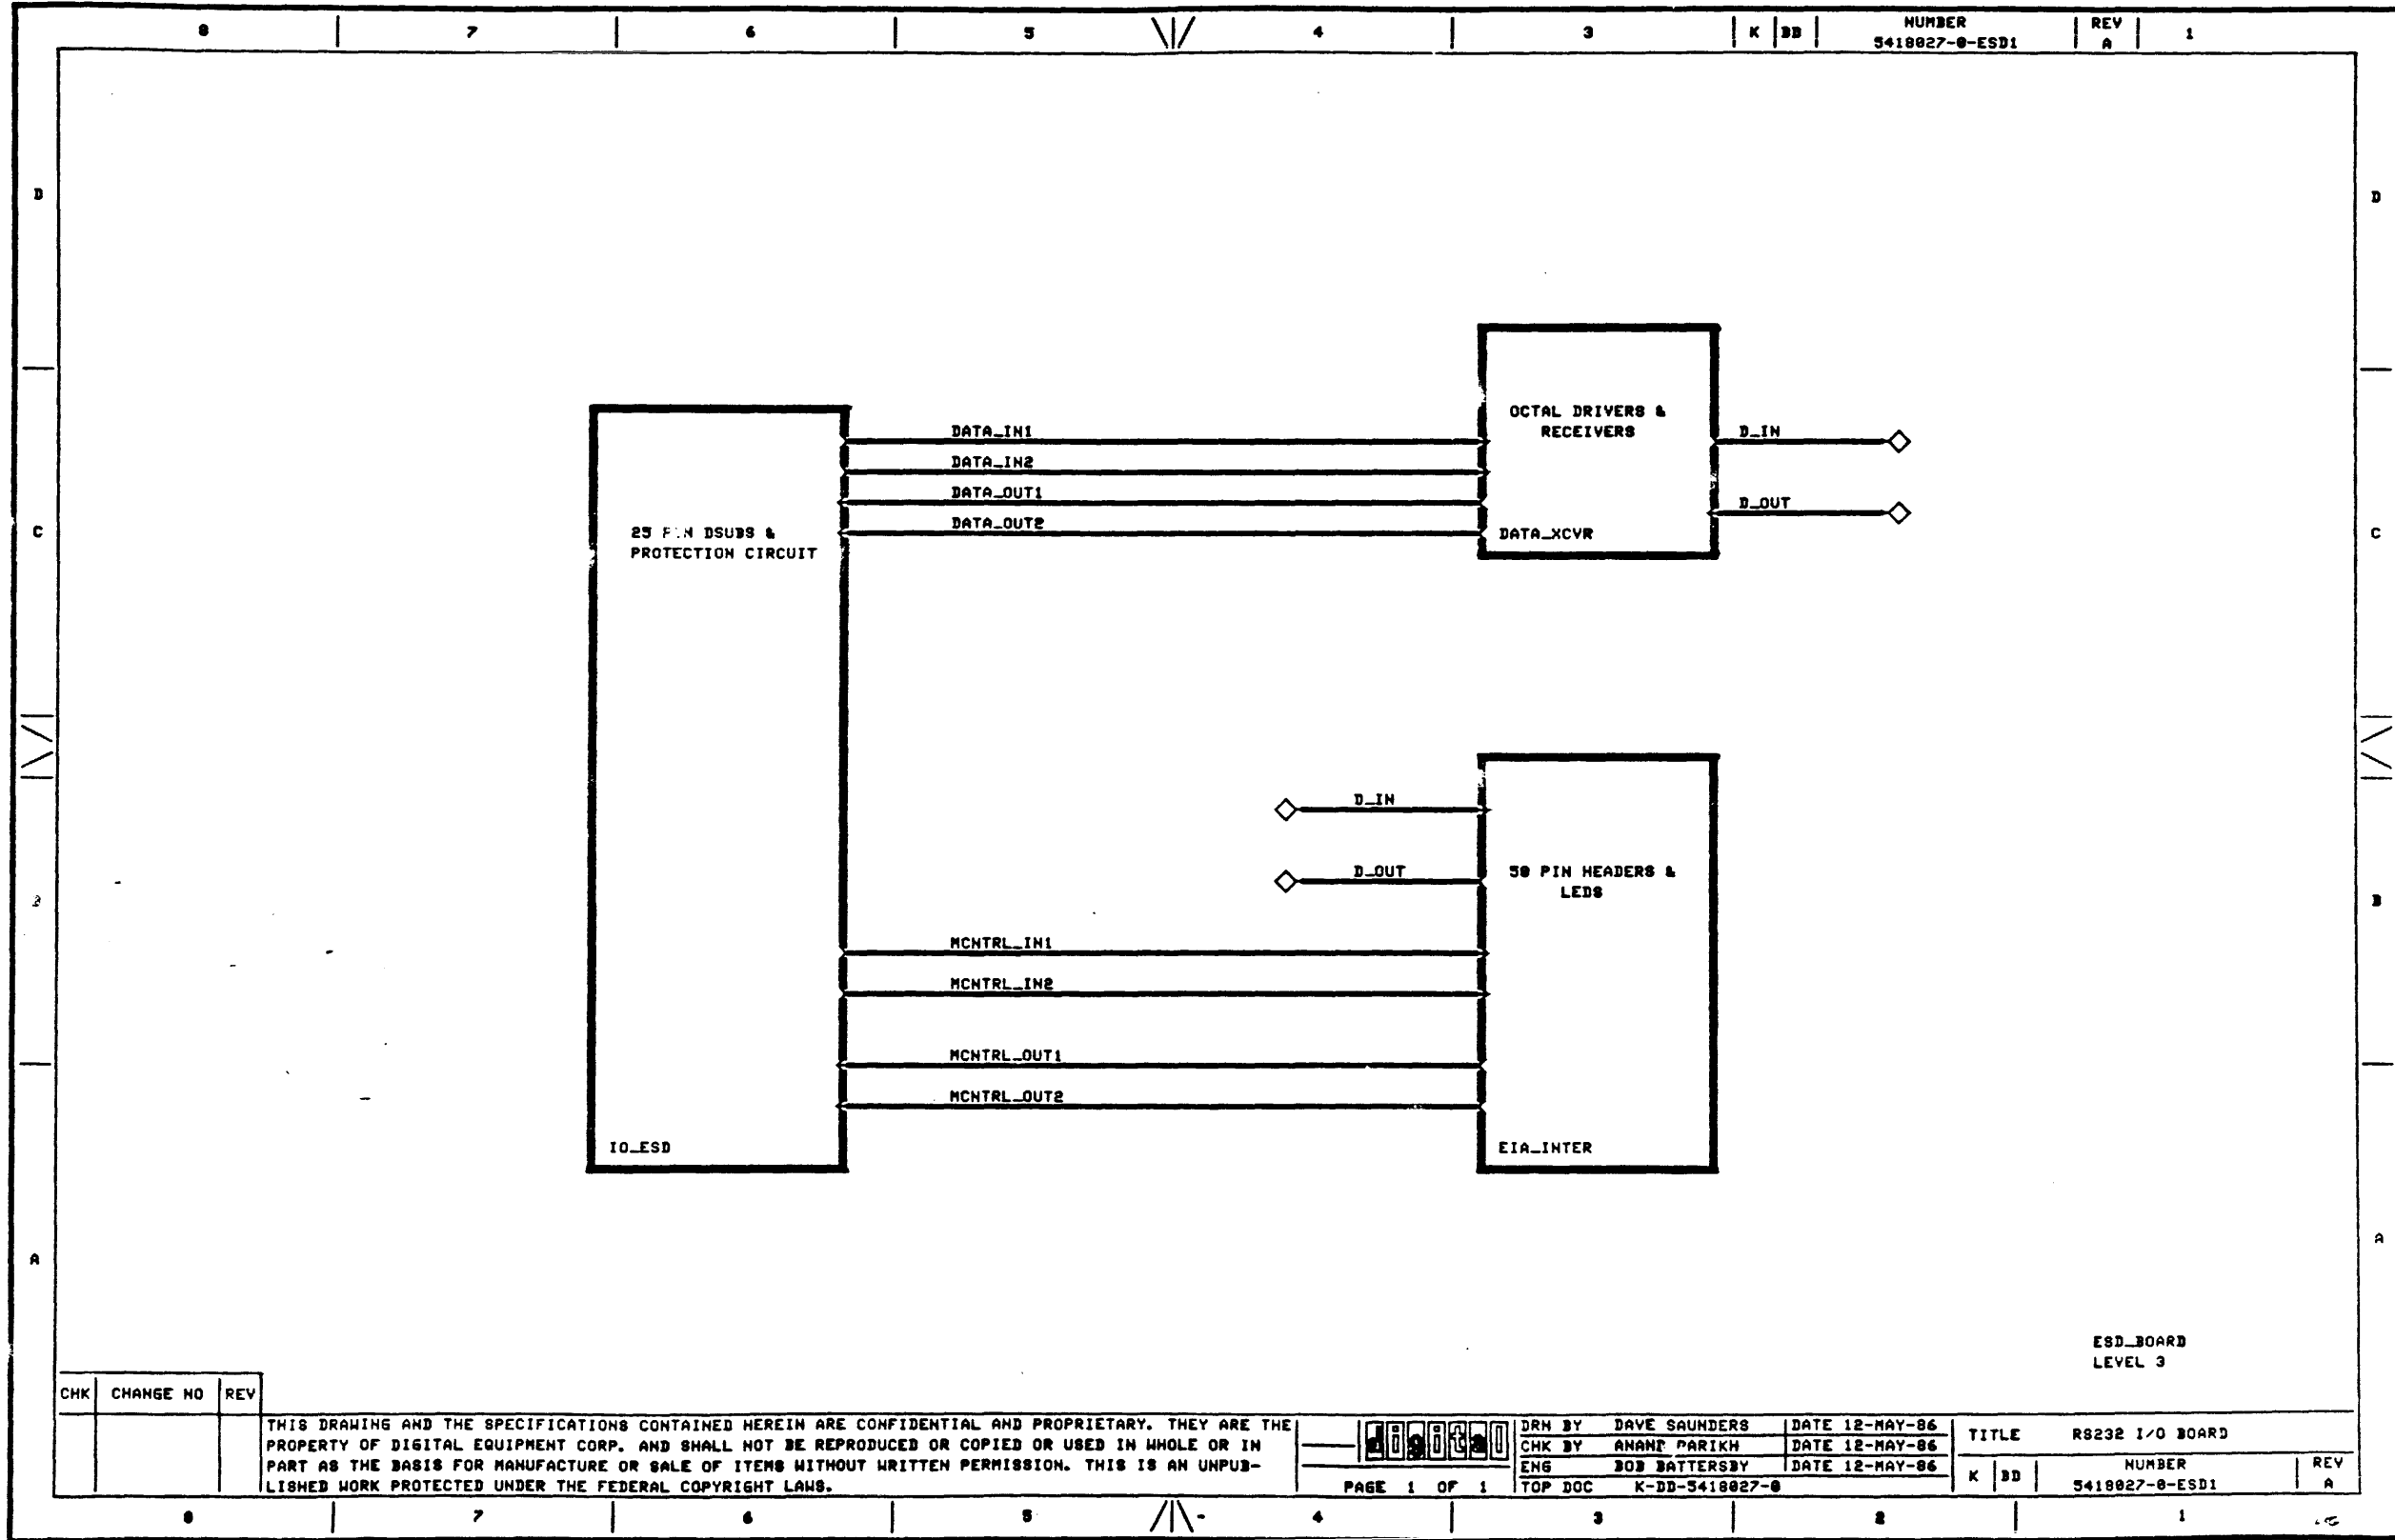 8 7 6 5 4 3 K BD NUMBER REV 1
5418027-0-ESD1 A
D D
OCTAL DRIVERS &
RECEIVERS
DATA_IN1
D_IN
DATA_IN2
DATA_OUT1
D_OUT
DATA_OUT2
C 25 PIN DSUBS & DATA_XCVR C
PROTECTION CIRCUIT
D_IN
D_OUT
50 PIN HEADERS &
LEDS
B
MCNTRL_IN1
MCNTRL_IN2
MCNTRL_OUT1
MCNTRL_OUT2
IO_ESD EIA_INTER
A A
ESD_BOARD
LEVEL 3
CHK CHANGE NO REV
THIS DRAWING AND THE SPECIFICATIONS CONTAINED HEREIN ARE CONFIDENTIAL AND PROPRIETARY. THEY ARE THE
PROPERTY OF DIGITAL EQUIPMENT CORP. AND SHALL NOT BE REPRODUCED OR COPIED OR USED IN WHOLE OR IN
PART AS THE BASIS FOR MANUFACTURE OR SALE OF ITEMS WITHOUT WRITTEN PERMISSION. THIS IS AN UNPUB-
LISHED WORK PROTECTED UNDER THE FEDERAL COPYRIGHT LAWS.
digital
PAGE 1 OF 1
DRN BY DAVE SAUNDERS DATE 12-MAY-86
CHK BY ANAND PARIKH DATE 12-MAY-86
ENG BOB BATTERSBY DATE 12-MAY-86
TOP DOC K-DD-5418027-0
TITLE RS232 I/O BOARD
K BD NUMBER REV
5418027-0-ESD1 A
8 7 6 5 4 3 2 1